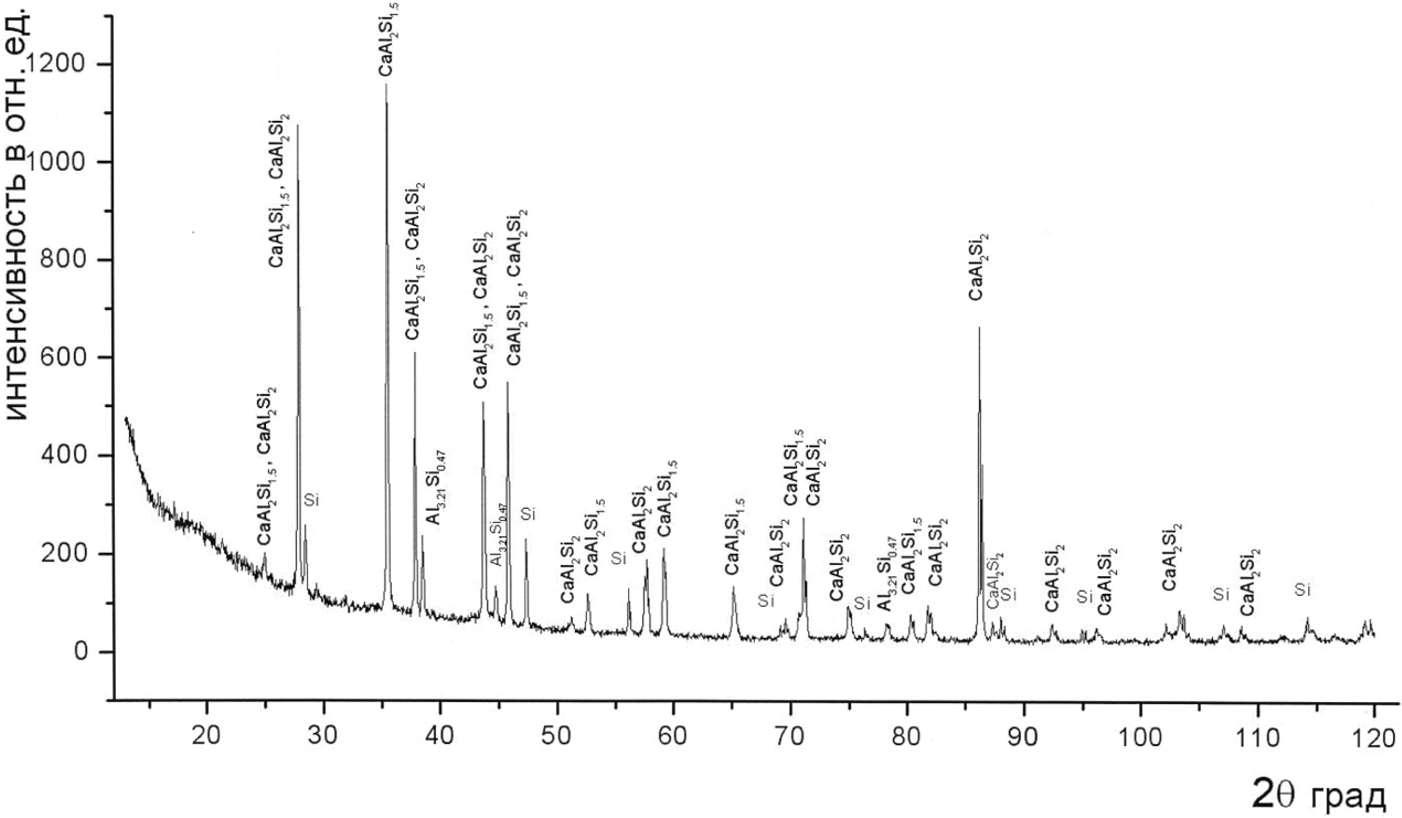 интенсивность в отн. ед.
1200
1000
800
600
400
200
0
CaAl2Si1.5, CaAl2Si2
CaAl2Si1.5, CaAl2Si2
Si
CaAl2Si1.5
CaAl2Si1.5, CaAl2Si2
Al3.21Si0.47
CaAl2Si1.5, CaAl2Si2
Al3.21Si0.47
CaAl2Si1.5, CaAl2Si2
Si
CaAl2Si2
CaAl2Si1.5
Si
CaAl2Si2
CaAl2Si1.5
CaAl2Si1.5
Si
CaAl2Si2
CaAl2Si1.5
CaAl2Si2
CaAl2Si2
Si
Al3.21Si0.47
CaAl2Si1.5
CaAl2Si2
CaAl2Si2
CaAl2Si2
Si
CaAl2Si2
Si
CaAl2Si2
CaAl2Si2
Si
CaAl2Si2
Si
20 30 40 50 60 70 80 90 100 110 120
2θ град